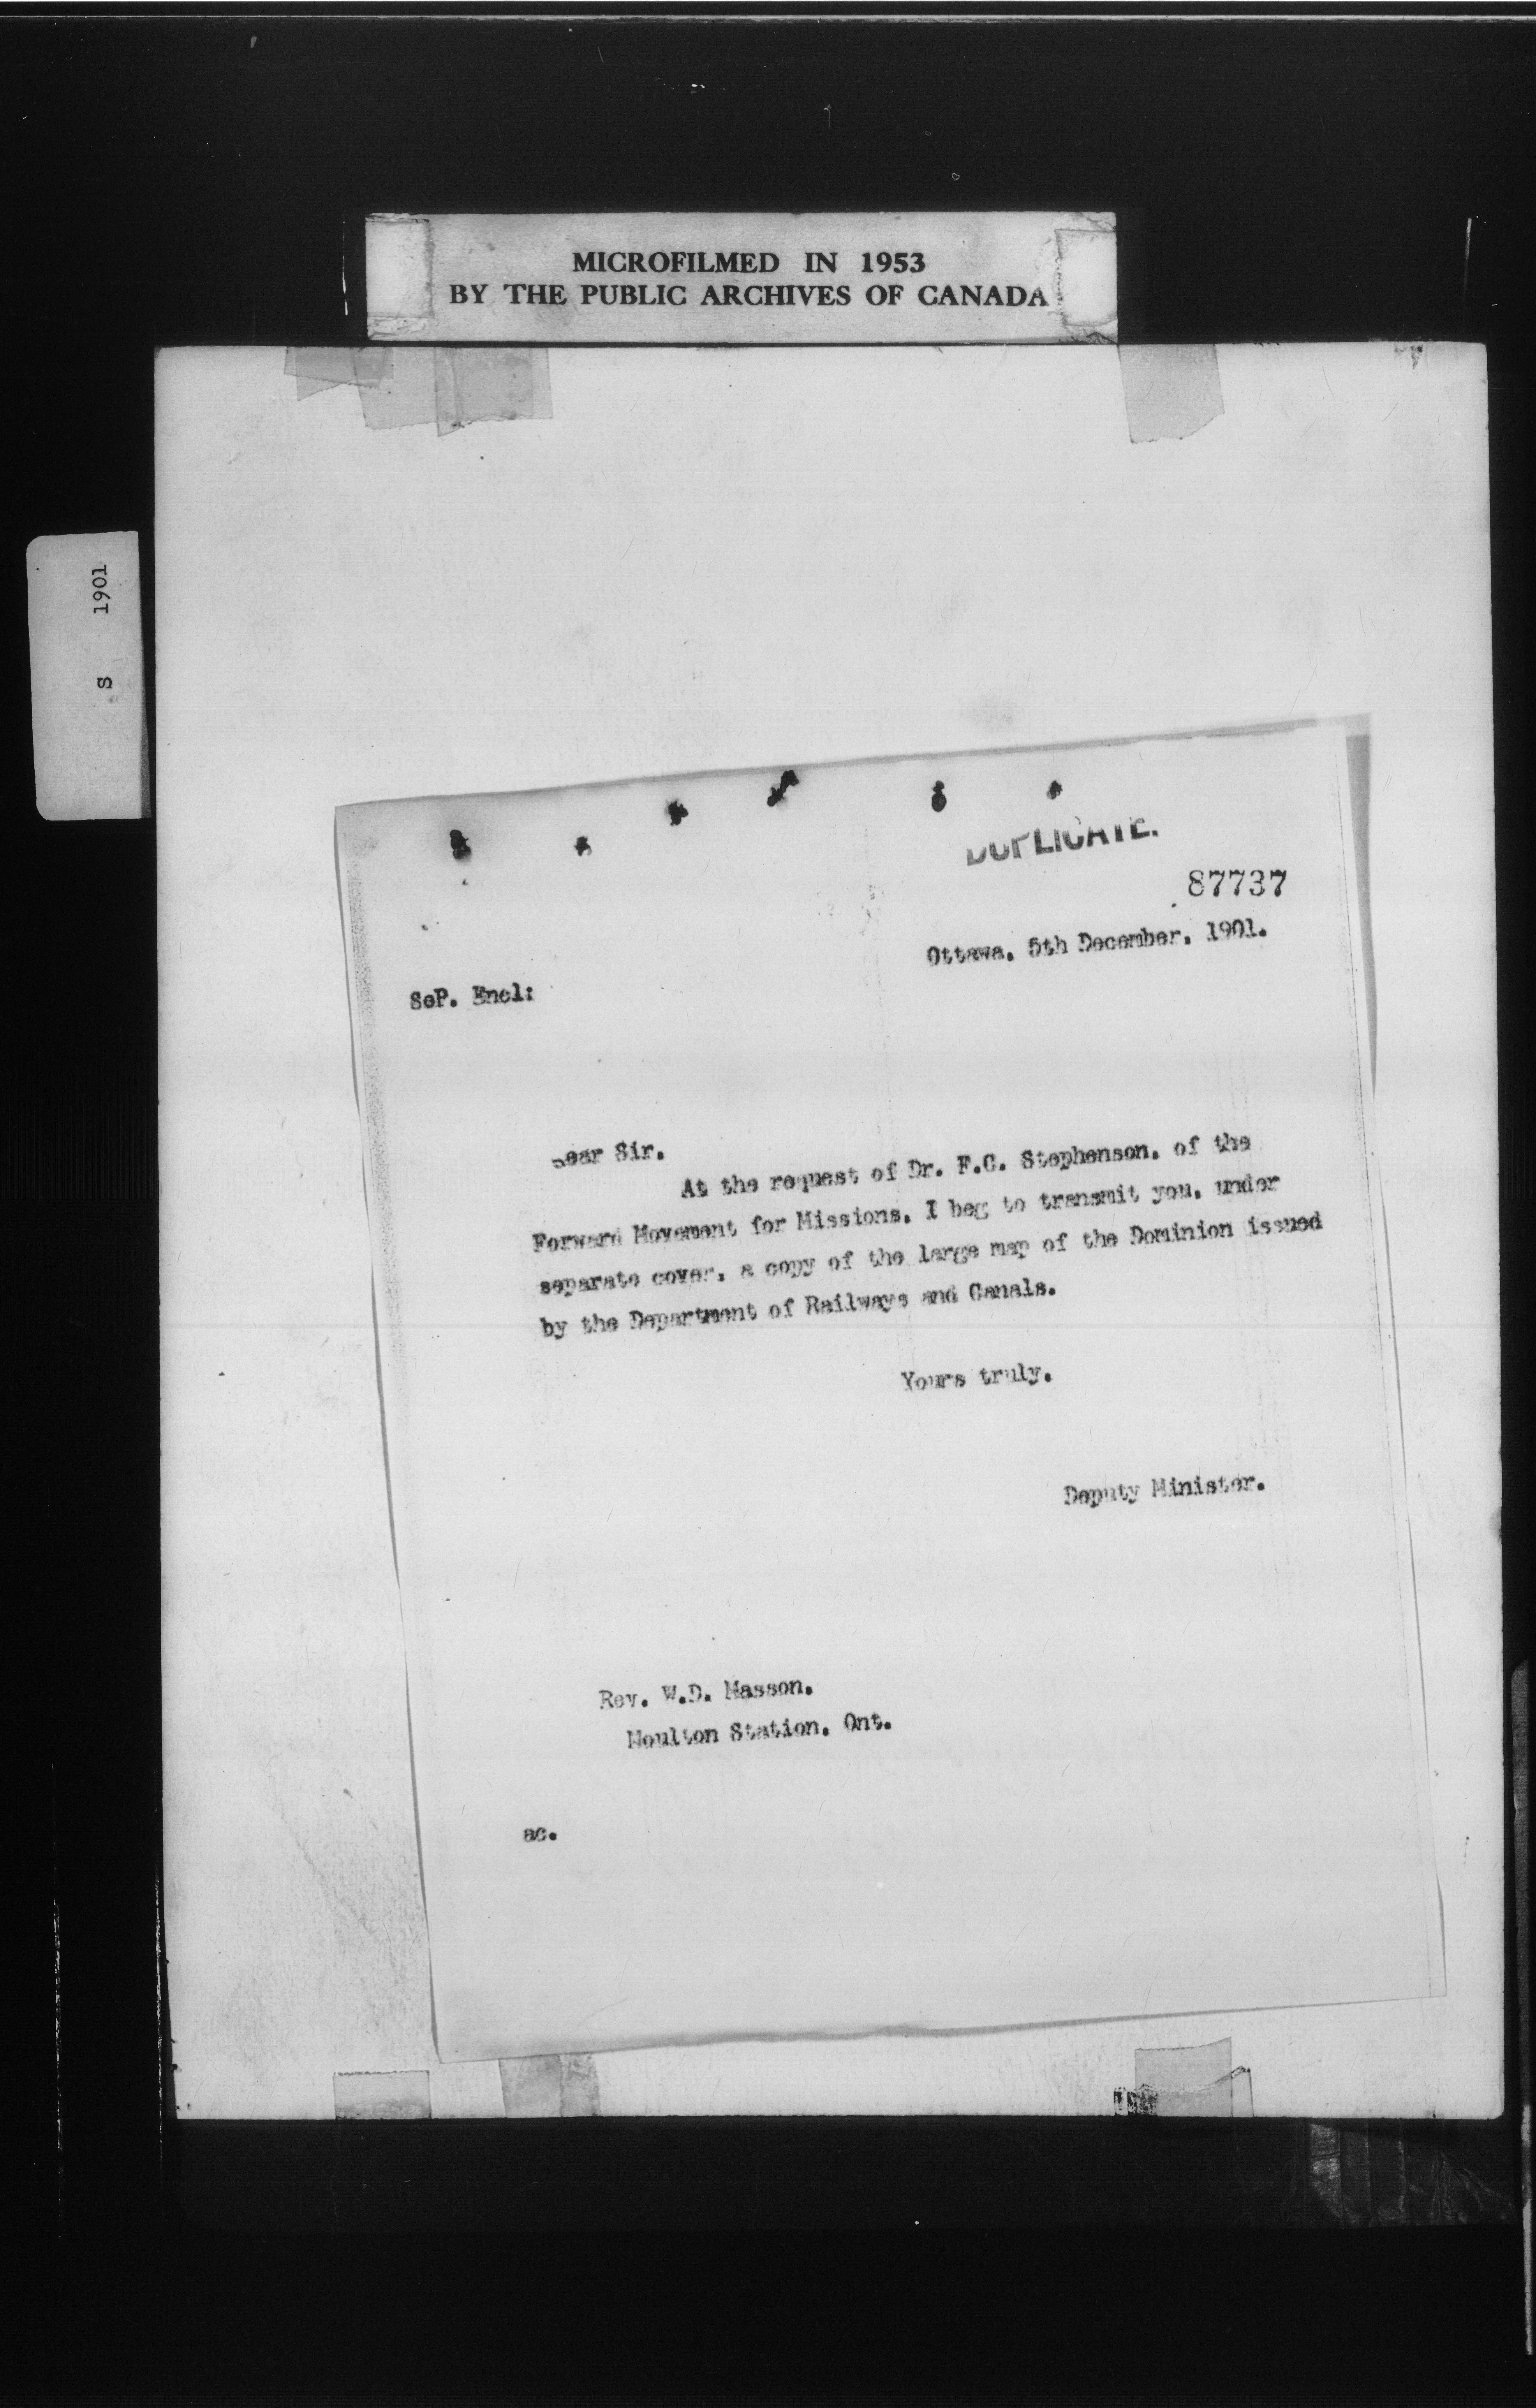 MICROFILMED IN 1953
BY THE PUBLIC ARCHIVES OF CANADA
S 1901
DUPLICATE.
87737
Ottawa. 5th December. 1901.
SeP. Encl:
Dear Sir.
At the request of Dr. F.C. Stephenson. of the
Forward Movement for Missions. I beg to transmit you. under
separate cover. a copy of the large map of the Dominion issued
by the Department of Railways and Canals.
Yours truly.
Deputy Minister.
Rev. W.D. Masson.
Moulton Station. Ont.
ac.